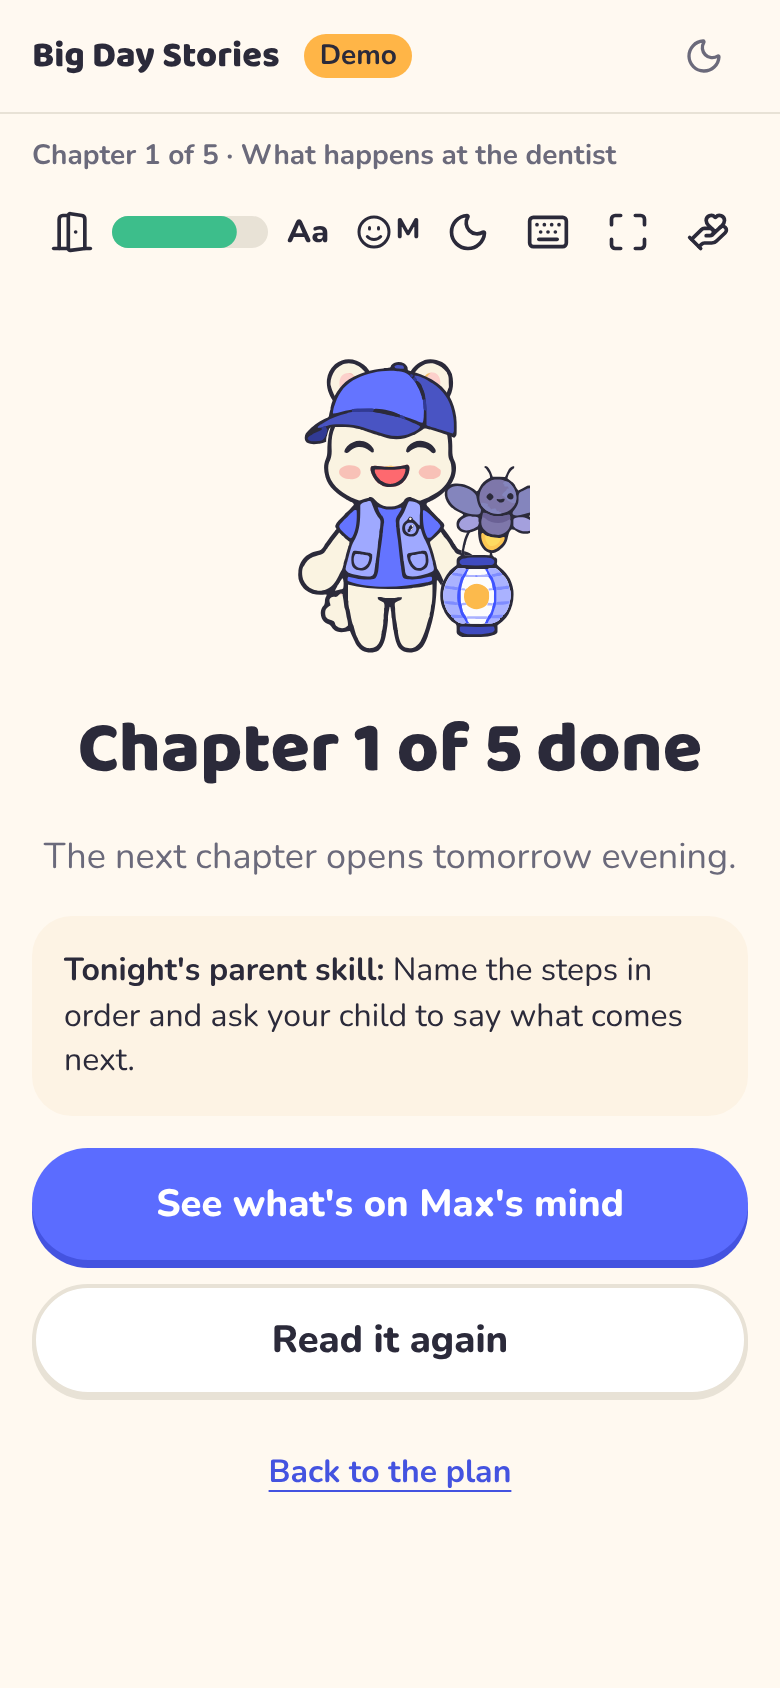 Big Day Stories Demo
Chapter 1 of 5 · What happens at the dentist
Aa M
Chapter 1 of 5 done
The next chapter opens tomorrow evening.
Tonight's parent skill: Name the steps in
order and ask your child to say what comes
next.
See what's on Max's mind
Read it again
Back to the plan